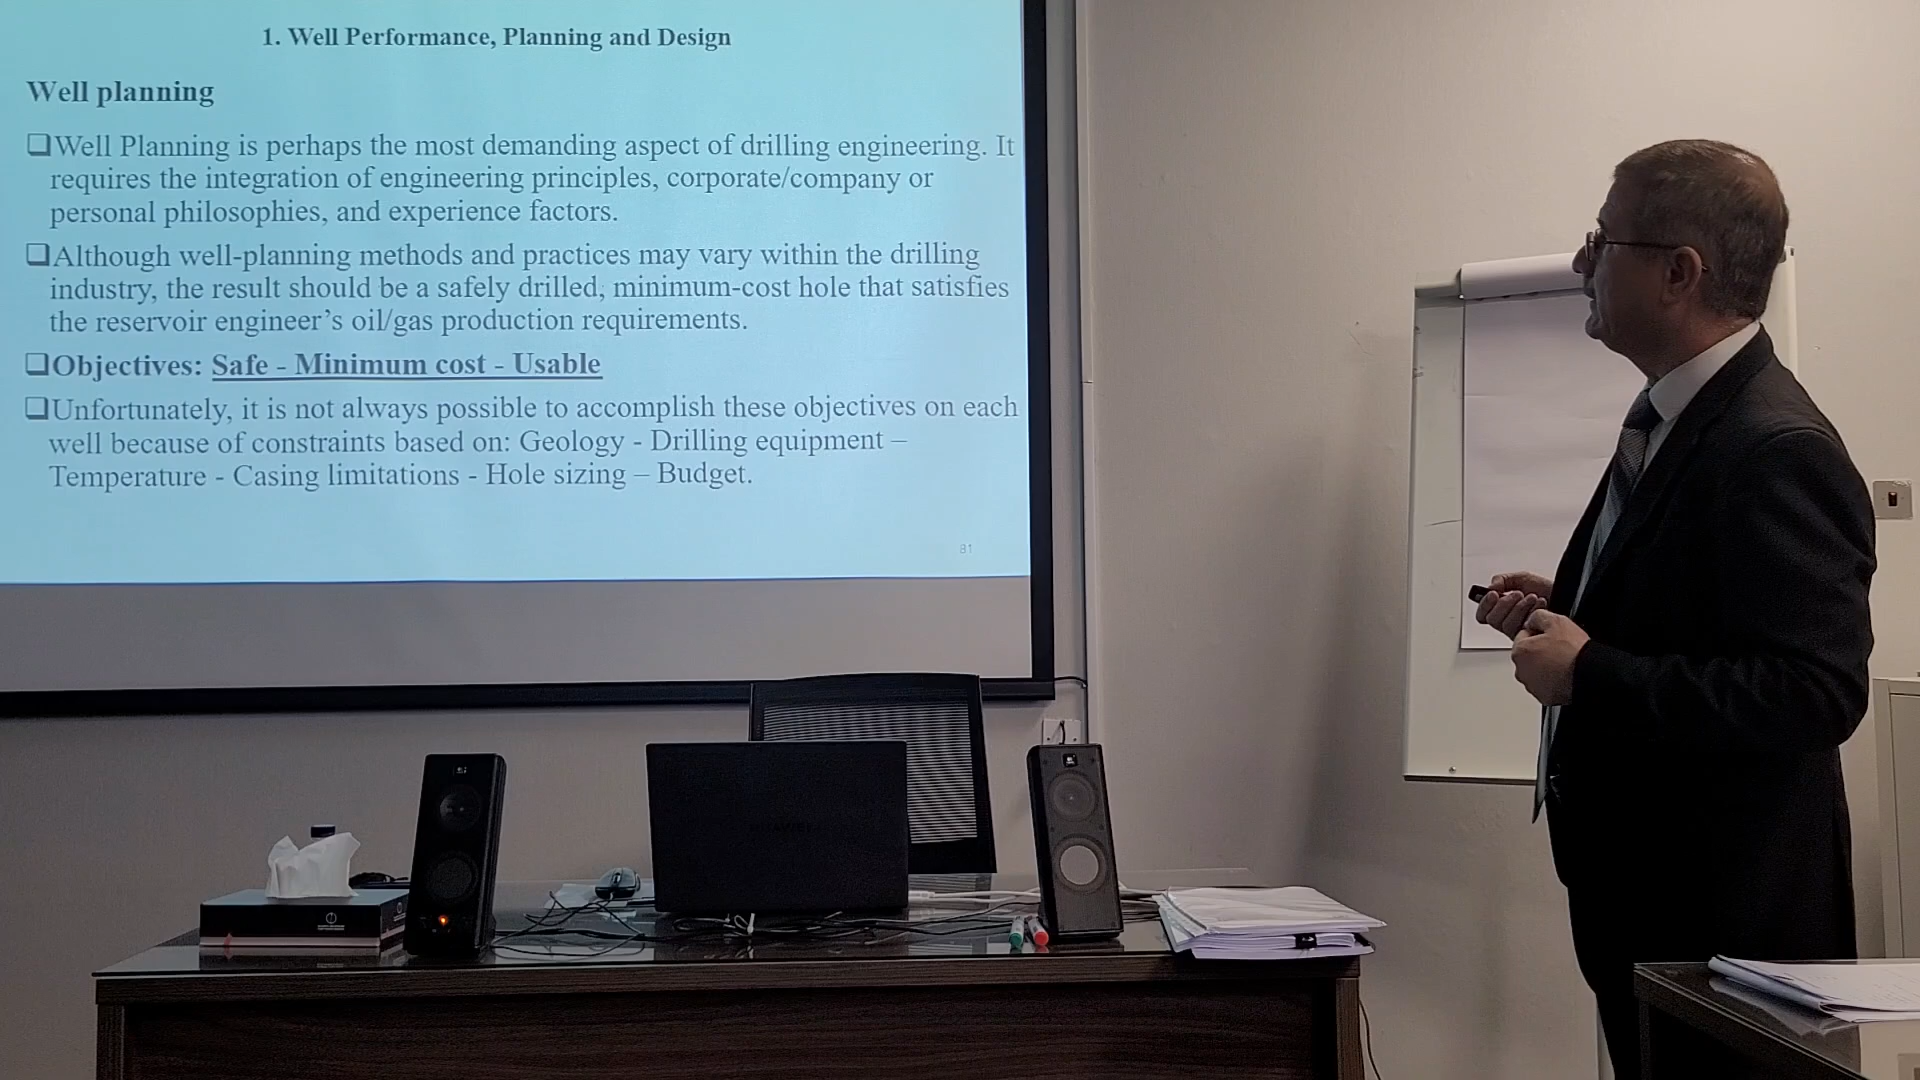 1. Well Performance, Planning and Design
Well planning
❑Well Planning is perhaps the most demanding aspect of drilling engineering. It
requires the integration of engineering principles, corporate/company or
personal philosophies, and experience factors.
❑Although well-planning methods and practices may vary within the drilling
industry, the result should be a safely drilled, minimum-cost hole that satisfies
the reservoir engineer’s oil/gas production requirements.
❑Objectives: Safe - Minimum cost - Usable
❑Unfortunately, it is not always possible to accomplish these objectives on each
well because of constraints based on: Geology - Drilling equipment –
Temperature - Casing limitations - Hole sizing – Budget.
81